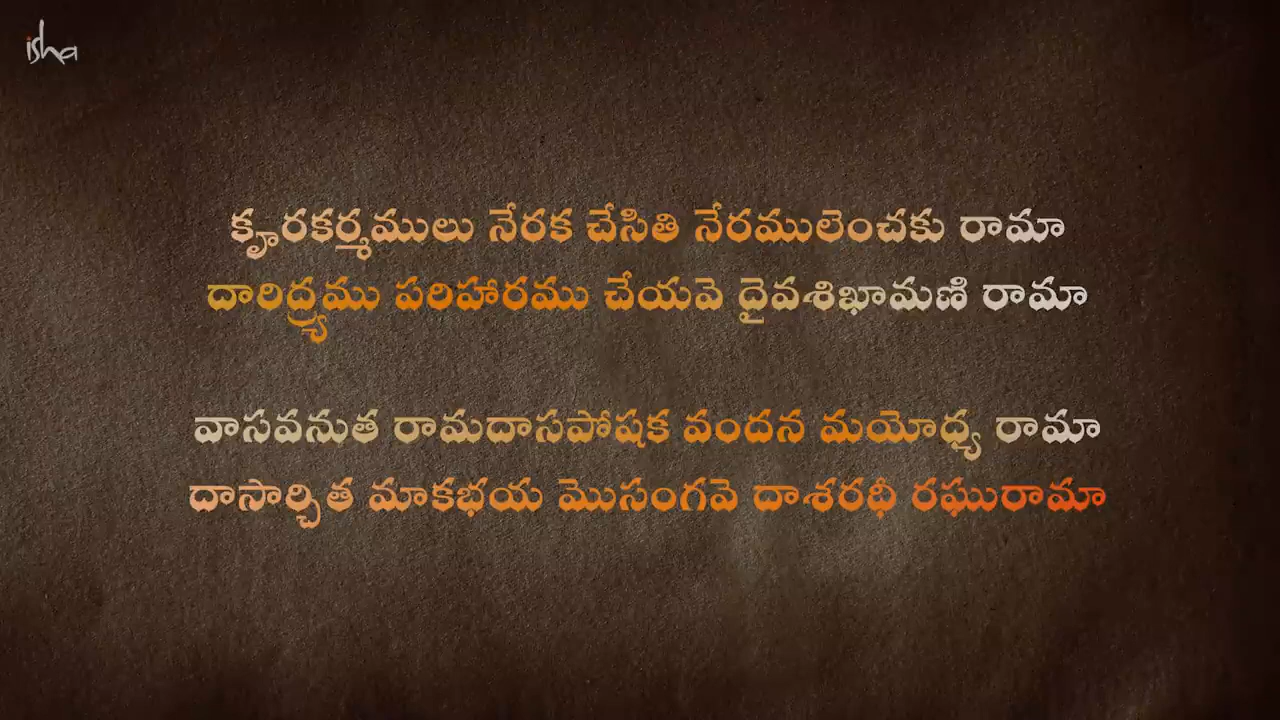 isha
కౄరకర్మములు నేరక చేసితి నేరములెంచకు రామా
దారిద్ర్యము పరిహారము చేయవె దైవశిఖామణి రామా
వాసవనుత రామదాసపోషక వందన మయోధ్య రామా
దాసార్చిత మాకభయ మొసంగవె దాశరధీ రఘురామా